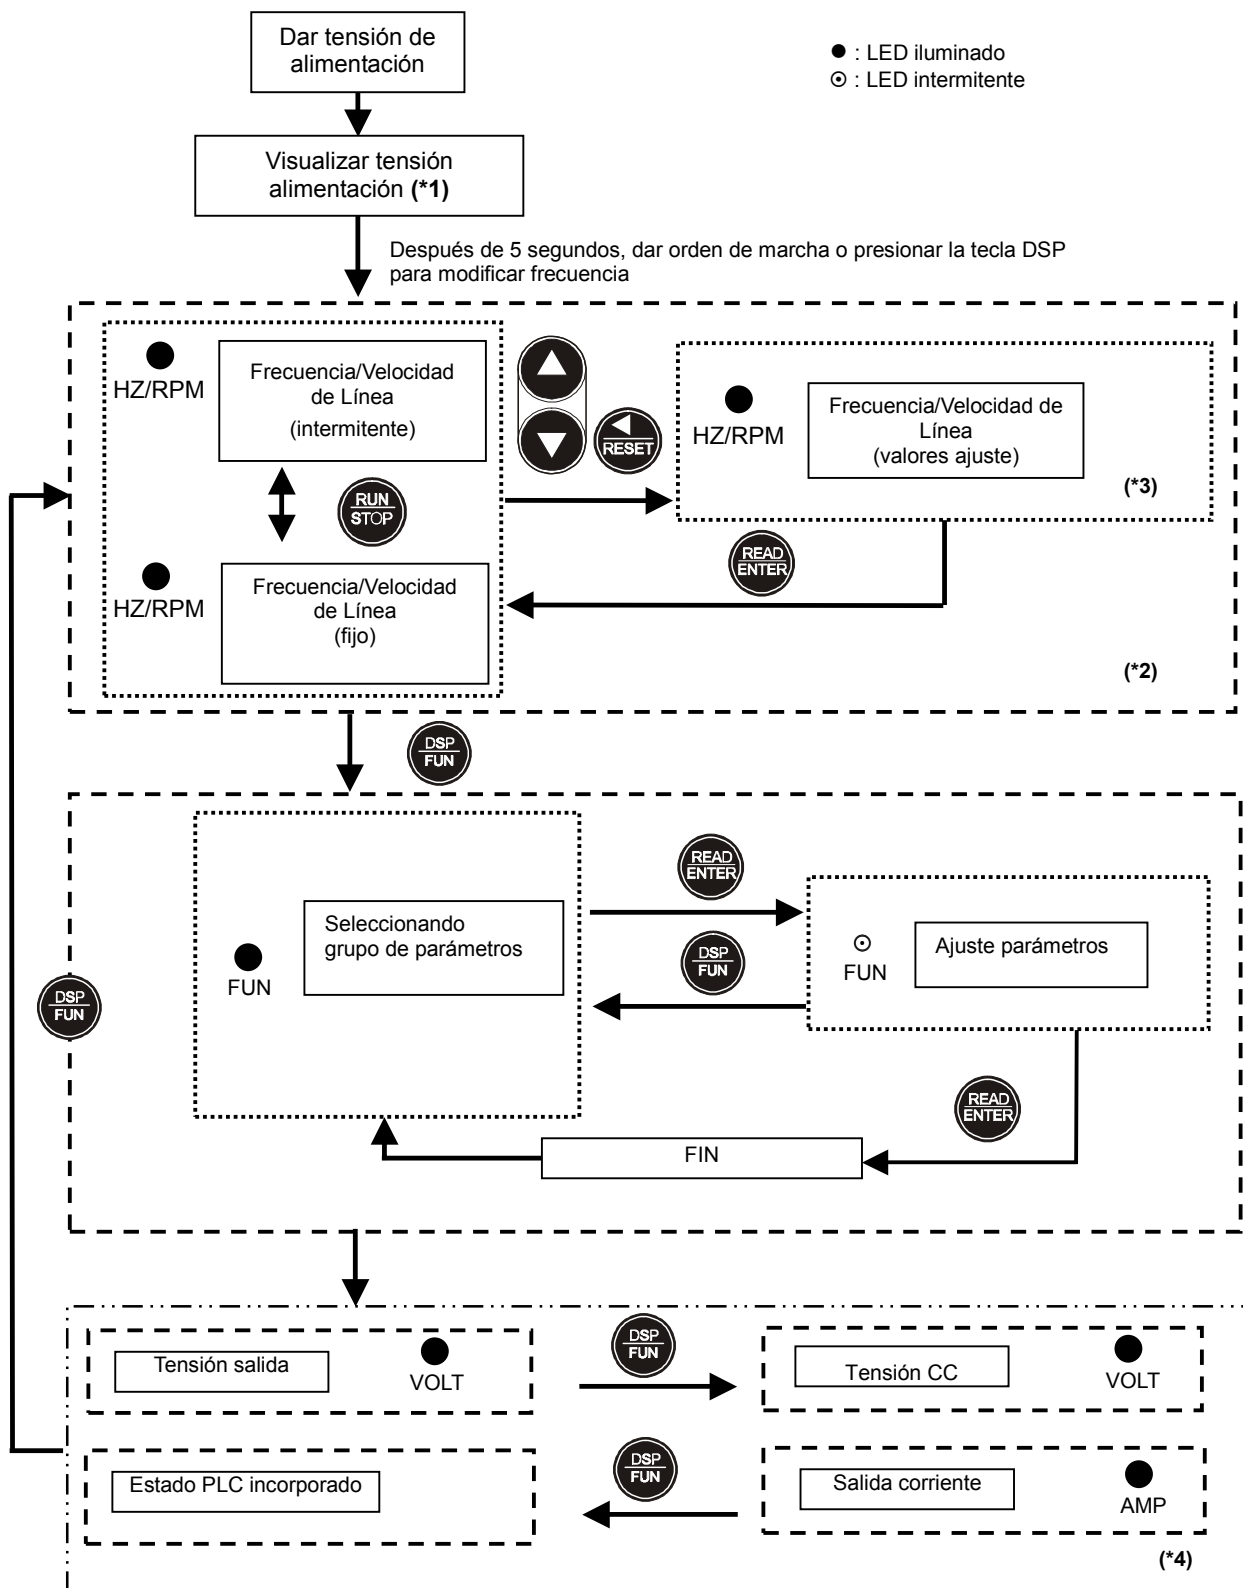 Dar tensión de
alimentación
● : LED iluminado
⊙ : LED intermitente
Visualizar tensión
alimentación (*1)
Después de 5 segundos, dar orden de marcha o presionar la tecla DSP
para modificar frecuencia
HZ/RPM
Frecuencia/Velocidad
de Línea
(intermitente)
RESET
HZ/RPM
Frecuencia/Velocidad de
Línea
(valores ajuste)
(*3)
RUN
STOP
READ
ENTER
HZ/RPM
Frecuencia/Velocidad
de Línea
(fijo)
(*2)
DSP
FUN
FUN
Seleccionando
grupo de parámetros
READ
ENTER
DSP
FUN
FUN
Ajuste parámetros
DSP
FUN
READ
ENTER
FIN
Tensión salida
VOLT
DSP
FUN
Tensión CC
VOLT
Estado PLC incorporado
DSP
FUN
Salida corriente
AMP
(*4)